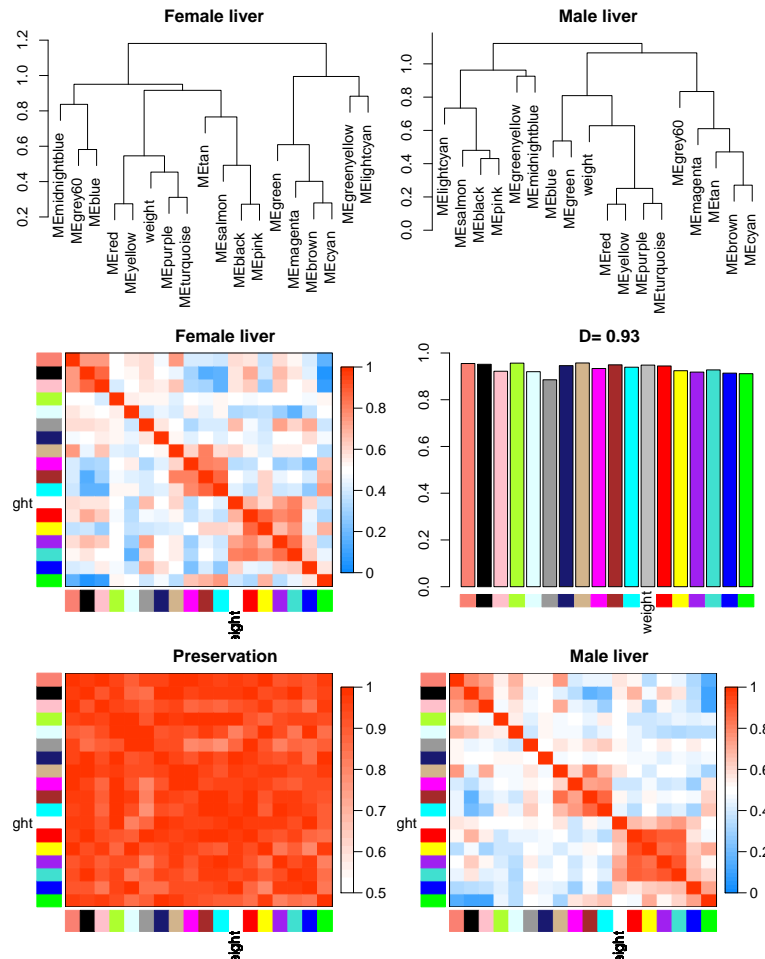 Female liver
1.2
1.0
0.8
0.6
0.4
0.2
MEmidnightblue
MEgrey60
MEblue
MEred
MEyellow
weight
MEpurple
MEturquoise
MEtan
MEsalmon
MEblack
MEpink
MEgreen
MEmagenta
MEbrown
MEcyan
MEgreenyellow
MElightcyan
Male liver
1.0
0.8
0.6
0.4
0.2
0.0
MElightcyan
MEsalmon
MEblack
MEpink
MEgreenyellow
MEmidnightblue
MEblue
MEgreen
weight
MEred
MEyellow
MEpurple
MEturquoise
MEgrey60
MEmagenta
MEtan
MEbrown
MEcyan
Female liver
ght
eight
1
0.8
0.6
0.4
0.2
0
D= 0.93
1.0
0.8
0.6
0.4
0.2
0.0
weight
Preservation
ght
eight
1
0.9
0.8
0.7
0.6
0.5
Male liver
ght
eight
1
0.8
0.6
0.4
0.2
0